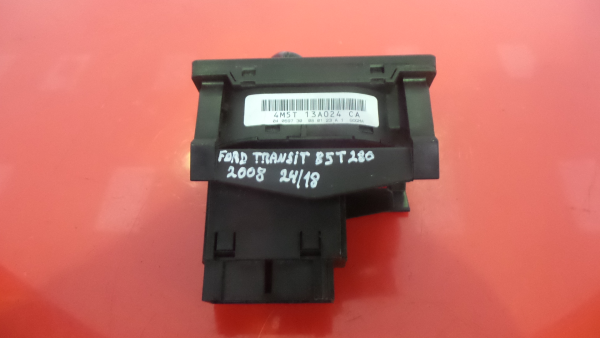 4M5T 13A024 CA
FORD TRANSIT 85T280
2008 24/18